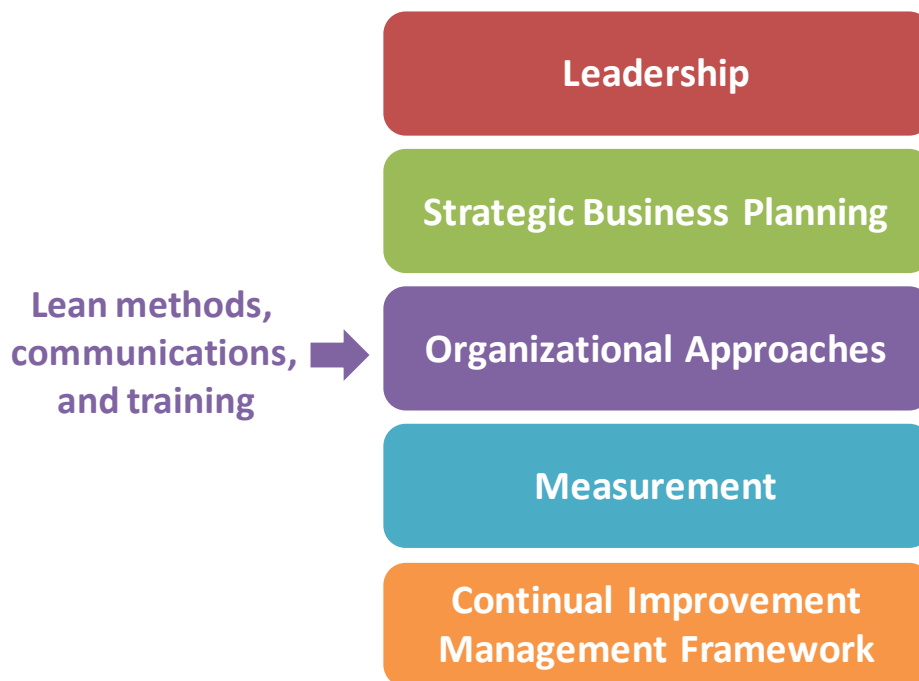 Leadership
Strategic Business Planning
Lean methods,
communications,
and training
Organizational Approaches
Measurement
Continual Improvement
Management Framework